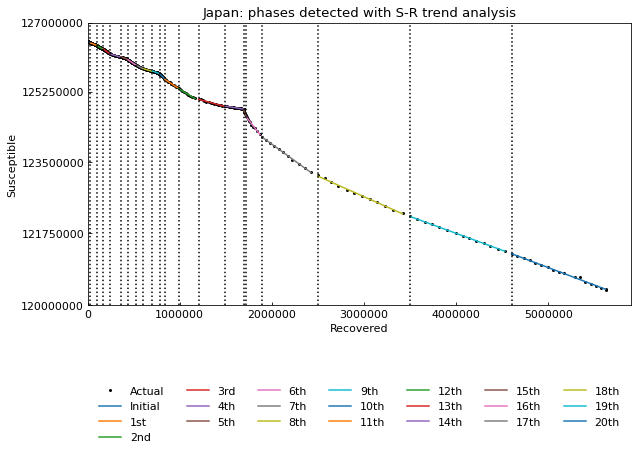 Japan: phases detected with S-R trend analysis
127000000
125250000
123500000
121750000
120000000
Susceptible
0 1000000 2000000 3000000 4000000 5000000
Recovered
Actual 3rd 6th 9th 12th 15th 18th
Initial 4th 7th 10th 13th 16th 19th
1st 5th 8th 11th 14th 17th 20th
2nd